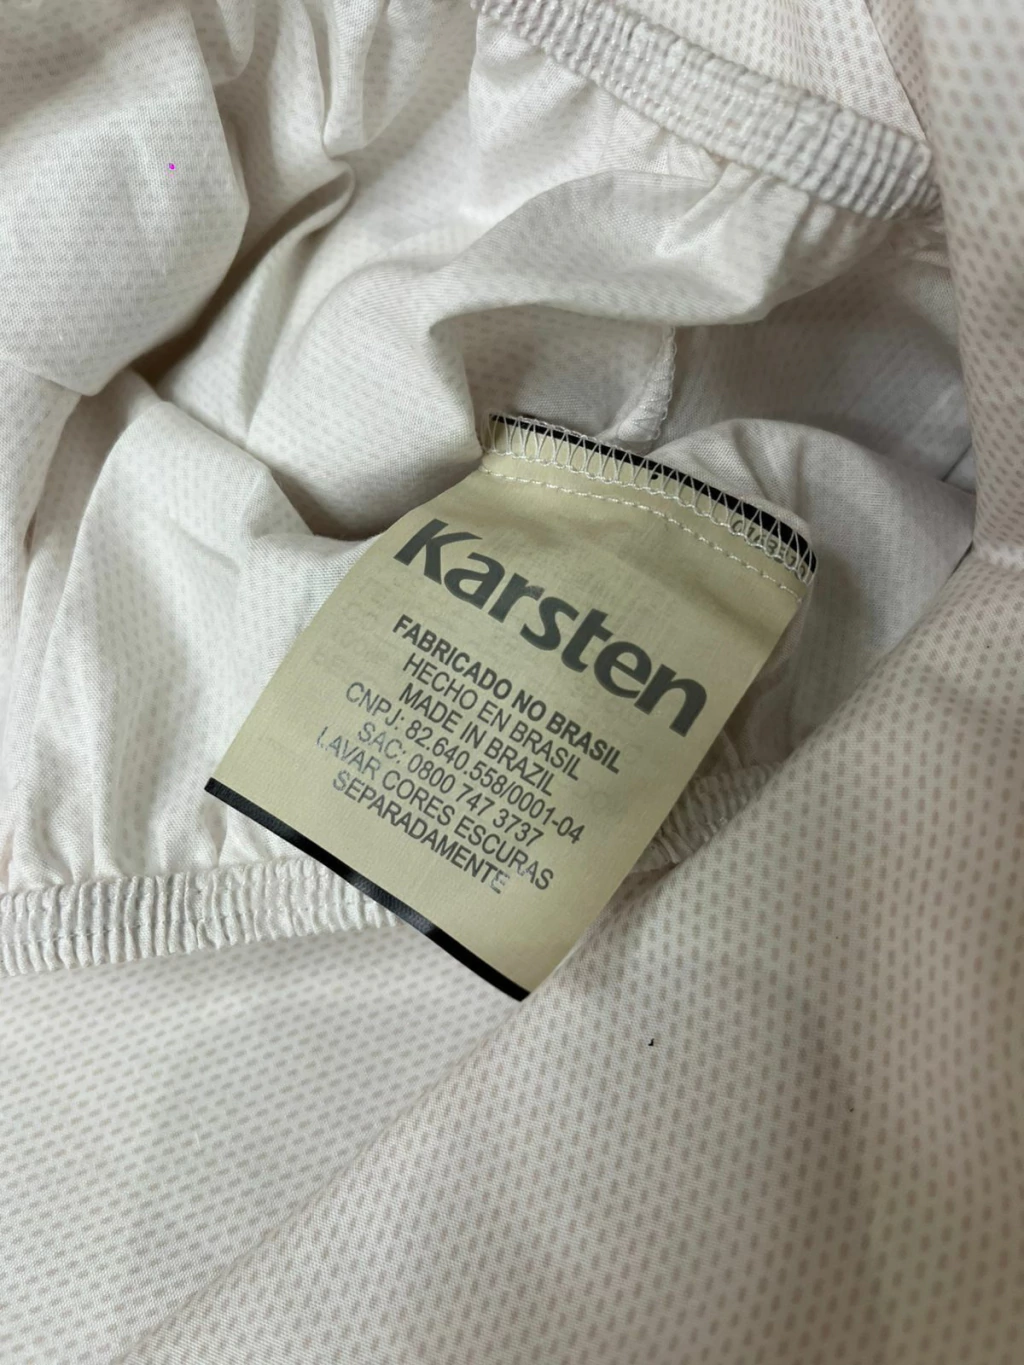 Karsten
FABRICADO NO BRASIL
HECHO EN BRASIL
MADE IN BRAZIL
CNPJ: 82.640.558/0001-04
SAC: 0800 747 3737
LAVAR CORES ESCURAS
SEPARADAMENTE